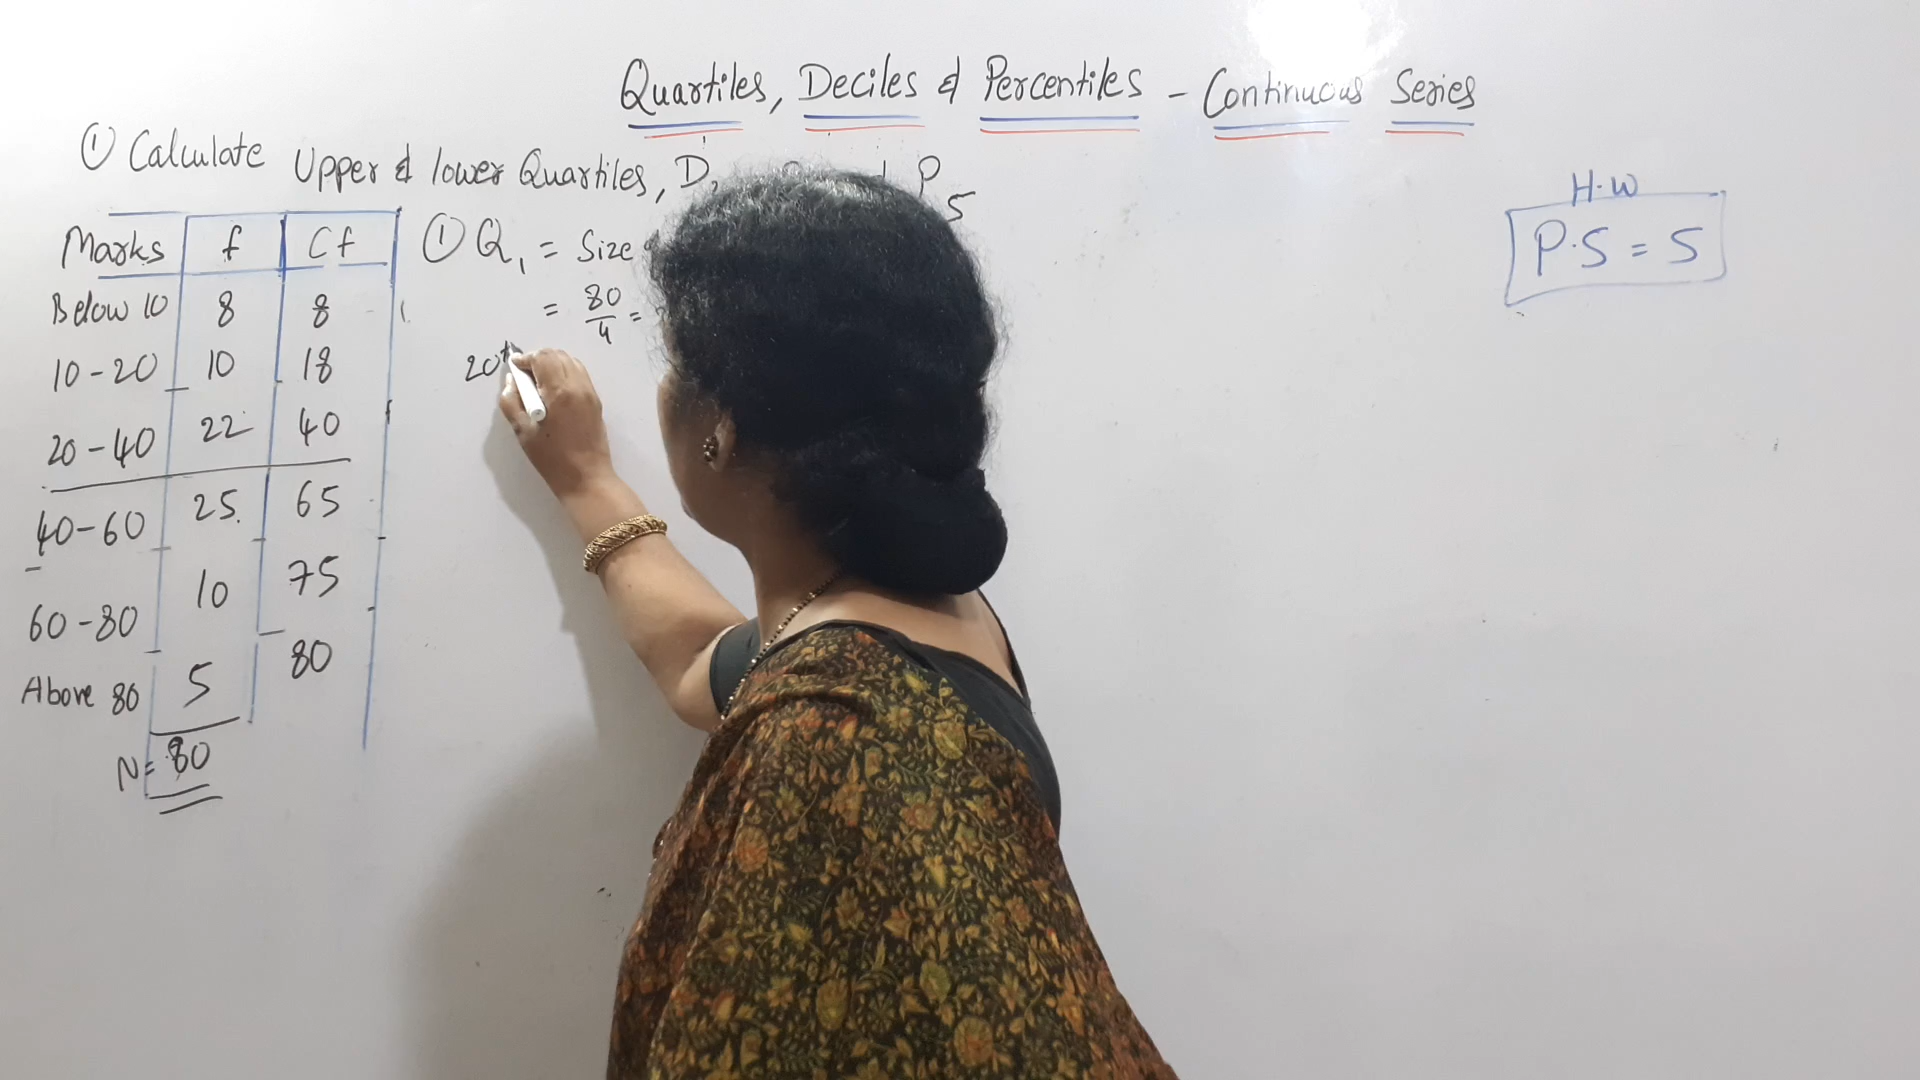 Quartiles, Deciles & Percentiles - Continuous Series
① Calculate Upper & lower Quartiles, D P5
H.W
P.S = 5
Marks f Cf
Below 10 8 8
10-20 10 18
20-40 22 40
40-60 25 65
60-80 10 75
Above 80 5 80
N= 80
① Q1 = Size
= 80/4 =
20t